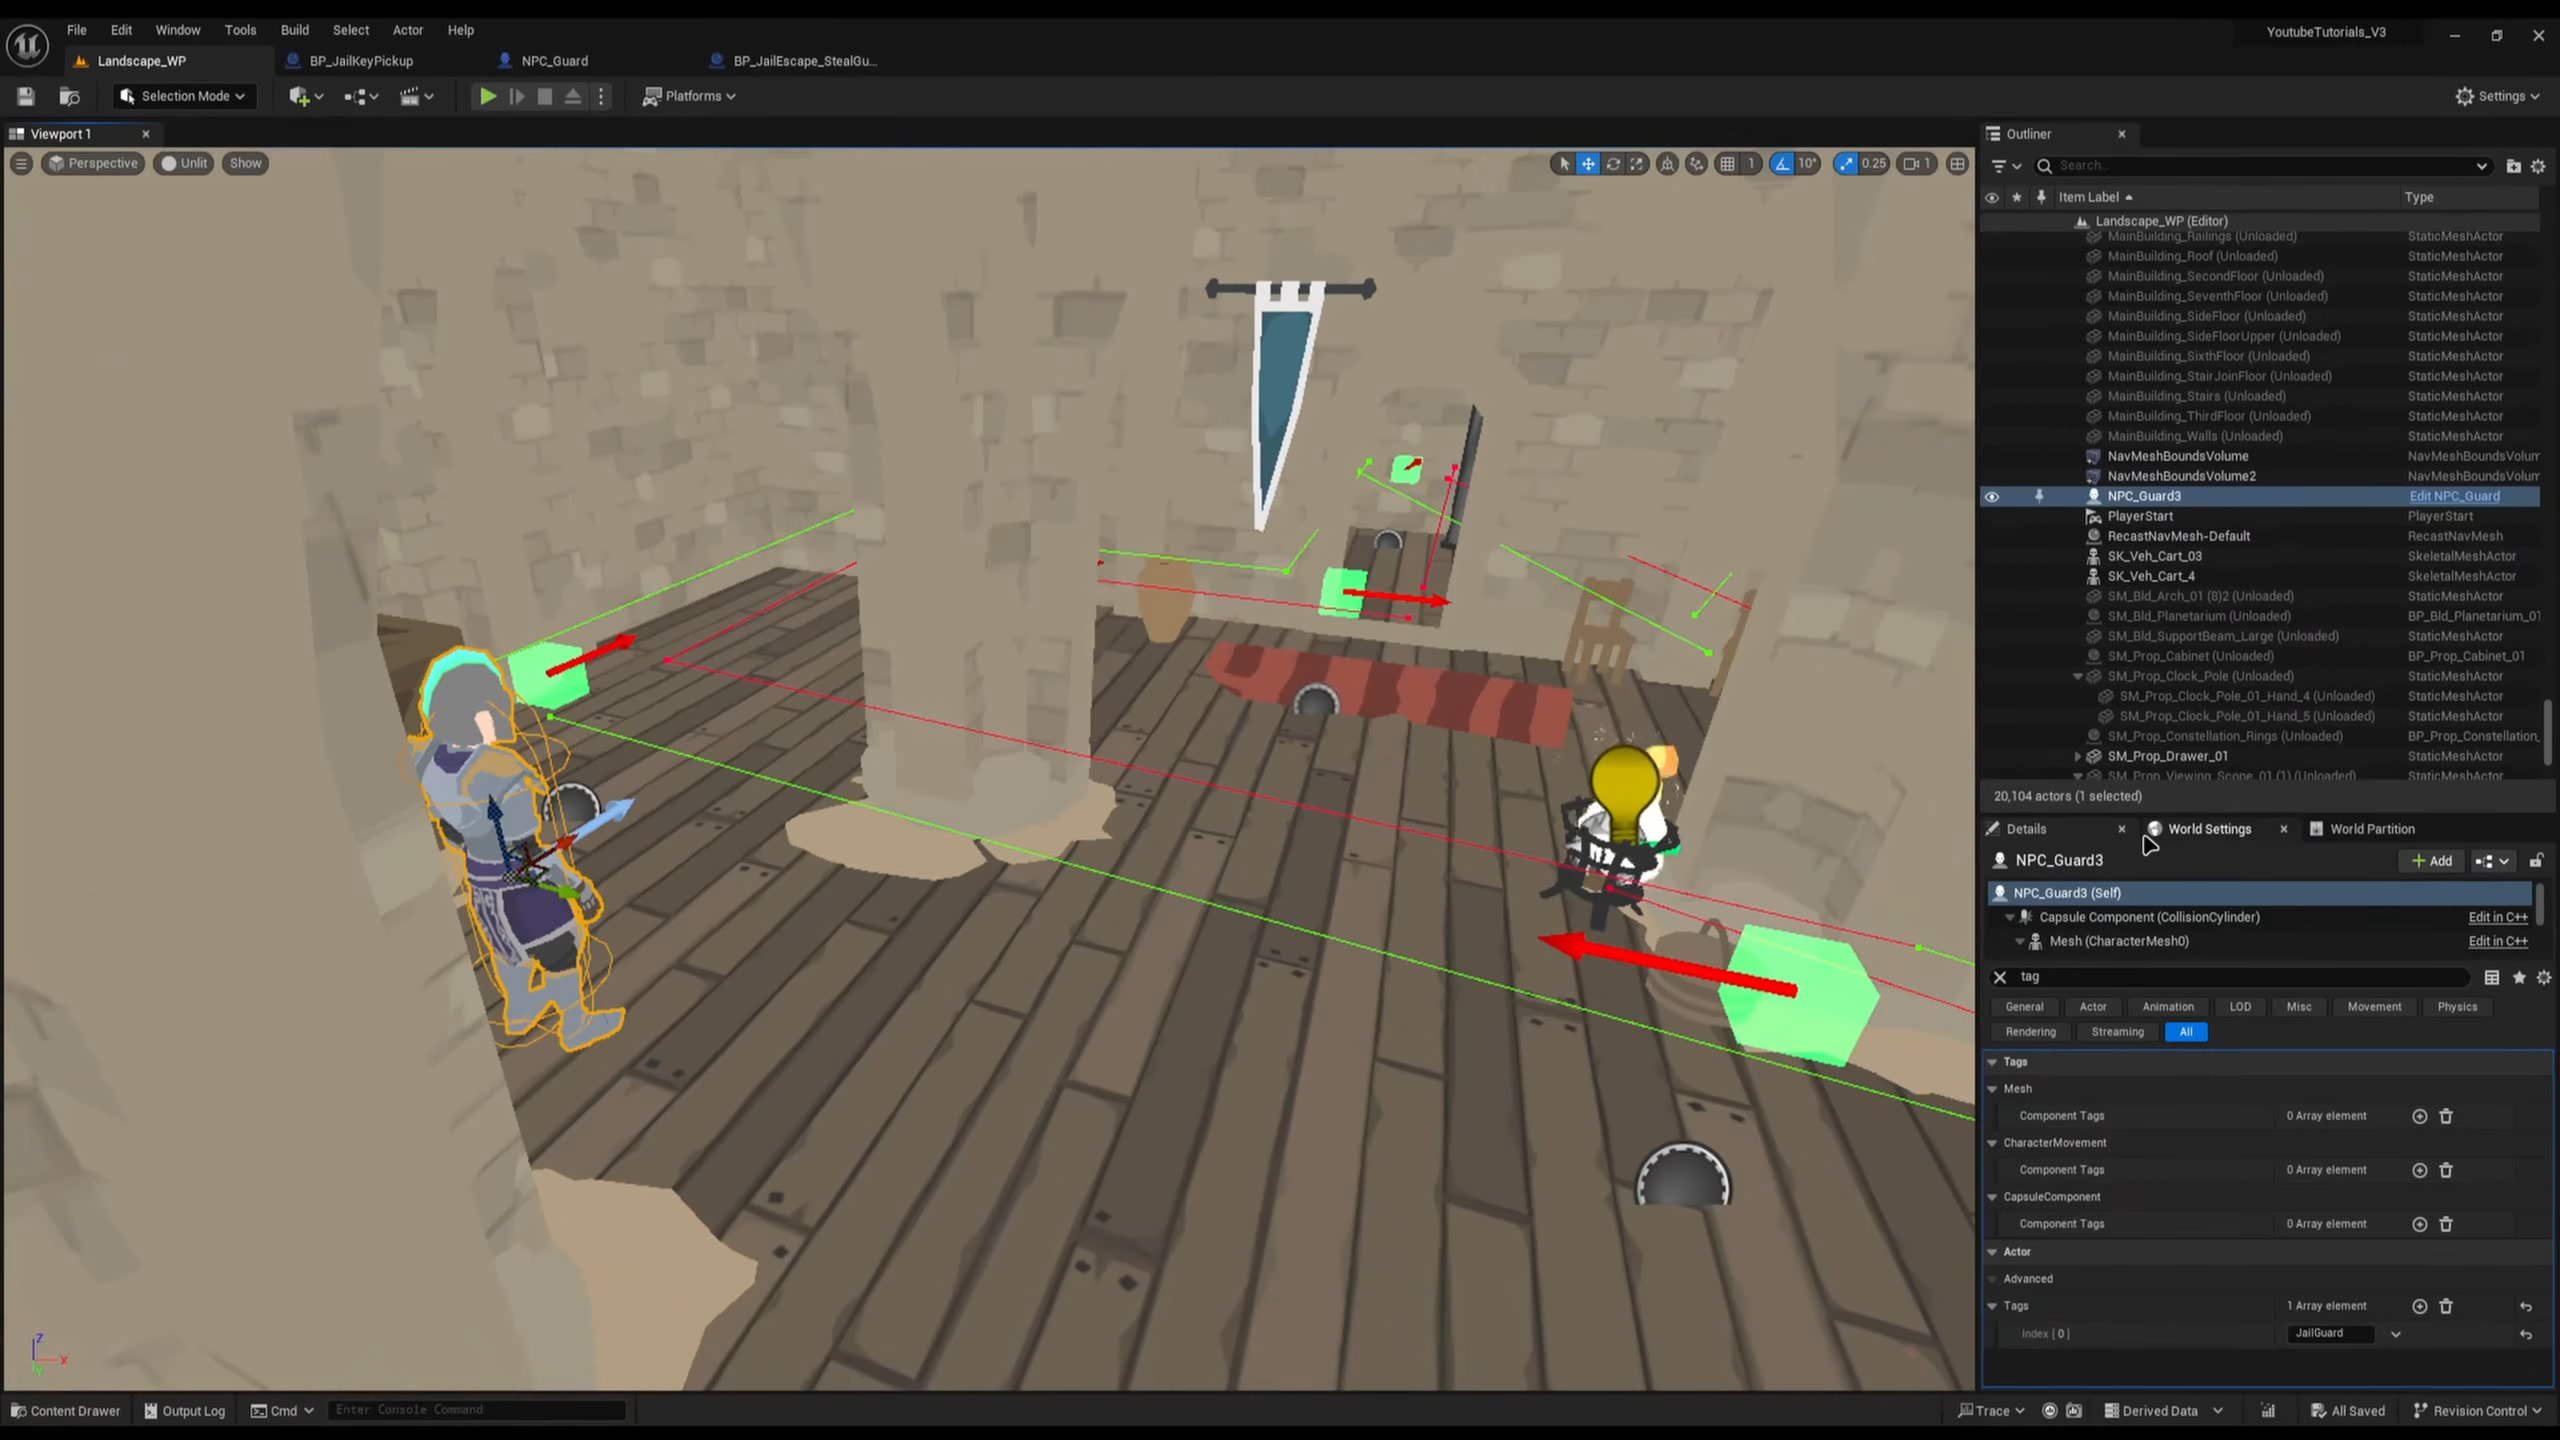 File Edit Window Tools Build Select Actor Help
YoutubeTutorials_V3
Landscape_WP BP_JailKeyPickup NPC_Guard BP_JailEscape_StealGu...
Selection Mode Platforms Settings
Viewport 1
Perspective Unlit Show 1 10° 0.25 1
Outliner
Search...
Item Label Type
Landscape_WP (Editor)
MainBuilding_Railings (Unloaded) StaticMeshActor
MainBuilding_Roof (Unloaded) StaticMeshActor
MainBuilding_SecondFloor (Unloaded) StaticMeshActor
MainBuilding_SeventhFloor (Unloaded) StaticMeshActor
MainBuilding_SideFloor (Unloaded) StaticMeshActor
MainBuilding_SideFloorUpper (Unloaded) StaticMeshActor
MainBuilding_SixthFloor (Unloaded) StaticMeshActor
MainBuilding_StairJoinFloor (Unloaded) StaticMeshActor
MainBuilding_Stairs (Unloaded) StaticMeshActor
MainBuilding_ThirdFloor (Unloaded) StaticMeshActor
MainBuilding_Walls (Unloaded) StaticMeshActor
NavMeshBoundsVolume NavMeshBoundsVolum
NavMeshBoundsVolume2 NavMeshBoundsVolum
NPC_Guard3 Edit NPC_Guard
PlayerStart PlayerStart
RecastNavMesh-Default RecastNavMesh
SK_Veh_Cart_03 SkeletalMeshActor
SK_Veh_Cart_4 SkeletalMeshActor
SM_Bld_Arch_01 (8)2 (Unloaded) StaticMeshActor
SM_Bld_Planetarium (Unloaded) BP_Bld_Planetarium_01
SM_Bld_SupportBeam_Large (Unloaded) StaticMeshActor
SM_Prop_Cabinet (Unloaded) BP_Prop_Cabinet_01
SM_Prop_Clock_Pole (Unloaded) StaticMeshActor
SM_Prop_Clock_Pole_01_Hand_4 (Unloaded) StaticMeshActor
SM_Prop_Clock_Pole_01_Hand_5 (Unloaded) StaticMeshActor
SM_Prop_Constellation_Rings (Unloaded) BP_Prop_Constellation_
SM_Prop_Drawer_01 StaticMeshActor
SM_Prop_Viewing_Scope_01 (1) (Unloaded) StaticMeshActor
20,104 actors (1 selected)
Details World Settings World Partition
NPC_Guard3 Add
NPC_Guard3 (Self)
Capsule Component (CollisionCylinder) Edit in C++
Mesh (CharacterMesh0) Edit in C++
tag
General Actor Animation LOD Misc Movement Physics
Rendering Streaming All
Tags
Mesh
Component Tags 0 Array element
CharacterMovement
Component Tags 0 Array element
CapsuleComponent
Component Tags 0 Array element
Actor
Advanced
Tags 1 Array element
Index [ 0 ] JailGuard
Z
X
Y
Content Drawer Output Log Cmd Enter Console Command Trace Derived Data All Saved Revision Control